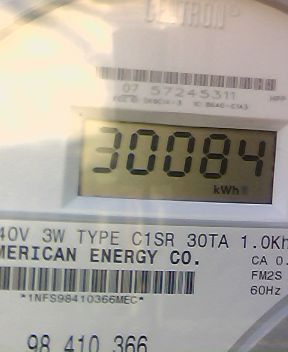 CENTRON®
07 57245311
30084
kWh
40V 3W TYPE C1SR 30TA 1.0Kh
MERICAN ENERGY CO.
CA 0.
FM2S
60Hz
*1NFS98410366MEC*
98 410 366